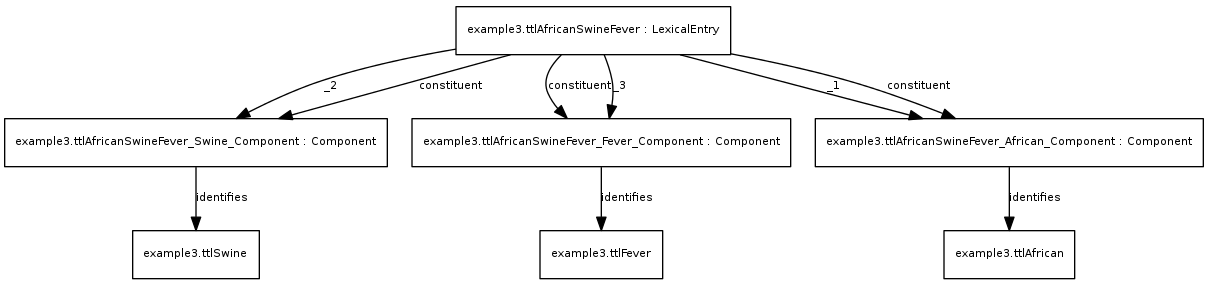 example3.ttlAfricanSwineFever : LexicalEntry
_2
constituent
constituent
_3
_1
constituent
example3.ttlAfricanSwineFever_Swine_Component : Component
example3.ttlAfricanSwineFever_Fever_Component : Component
example3.ttlAfricanSwineFever_African_Component : Component
identifies
identifies
identifies
example3.ttlSwine
example3.ttlFever
example3.ttlAfrican